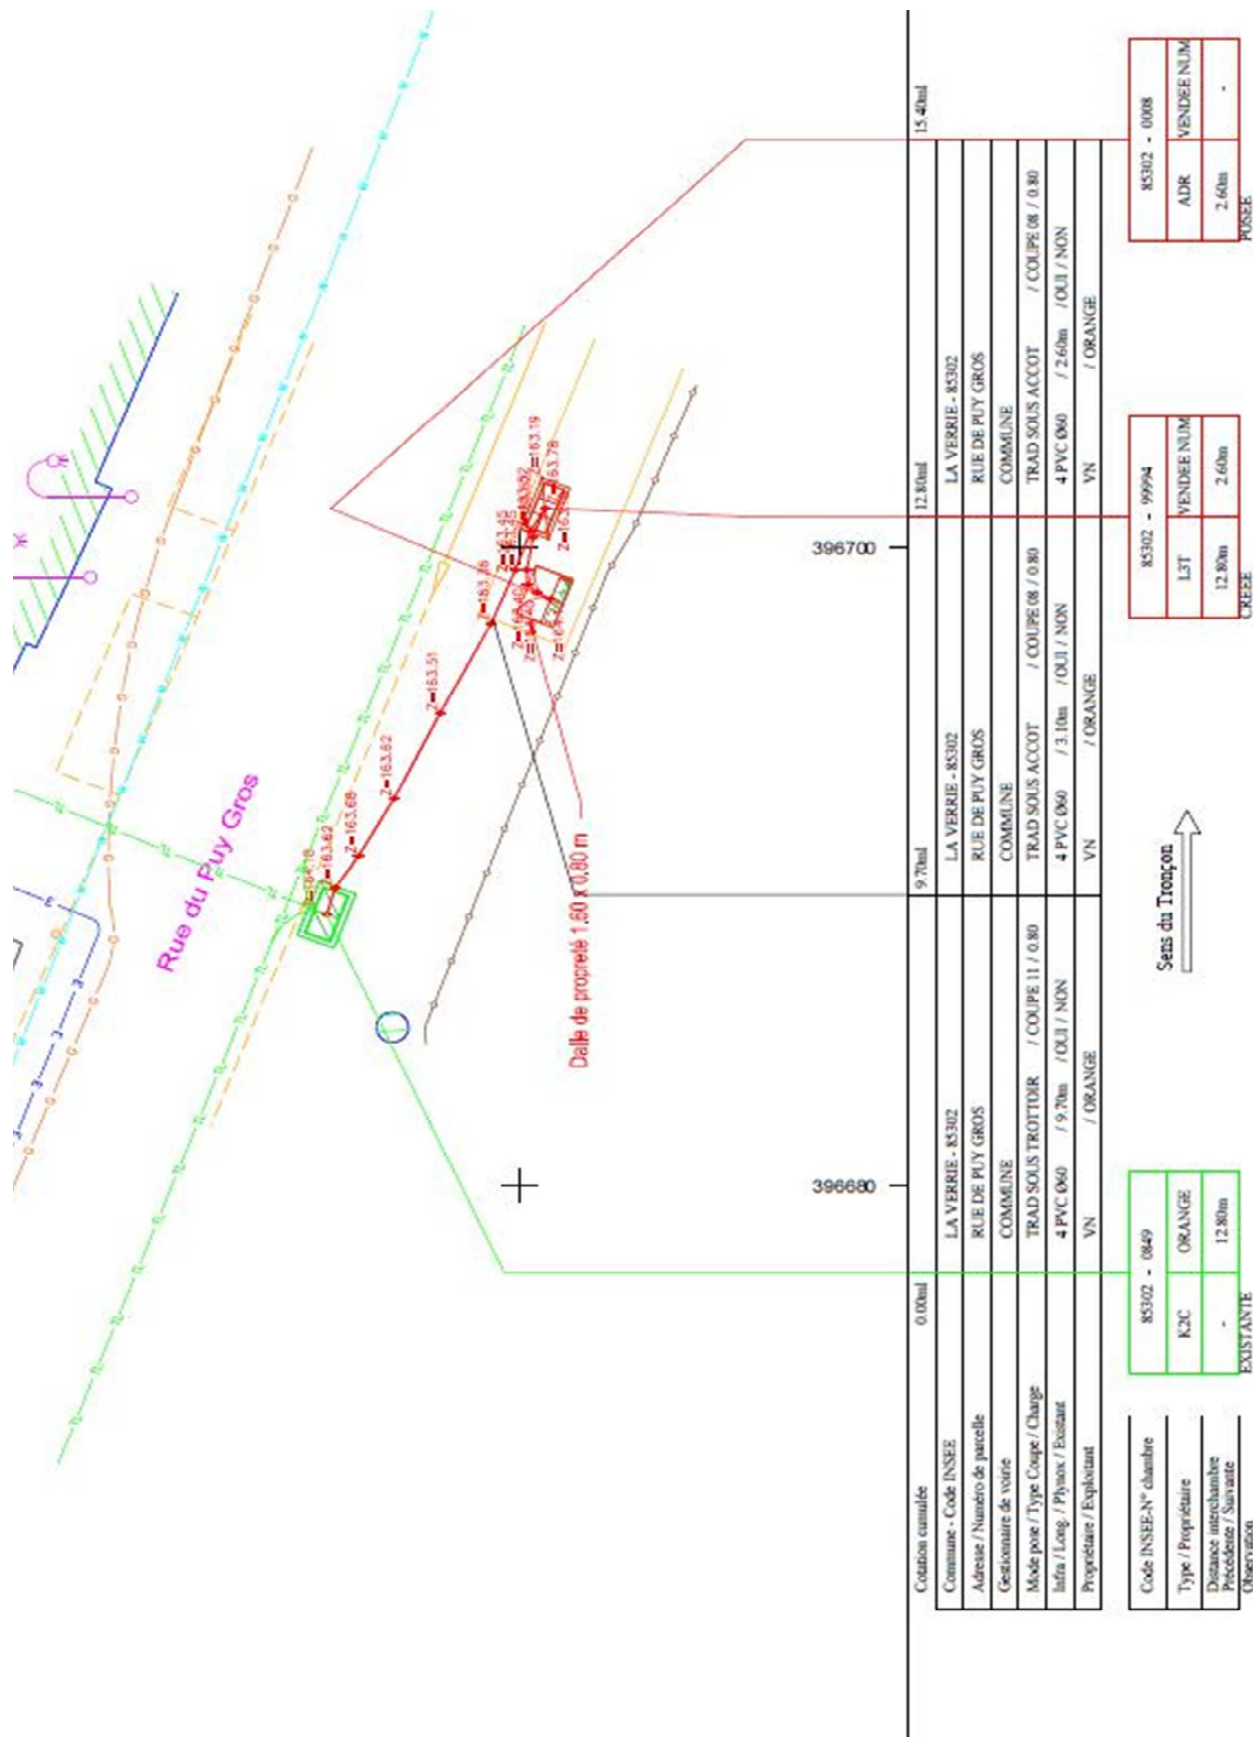 Rue du Puy Gros
Z=163.62
Z=163.68
Z=163.62
Z=163.51
Z=163.19
Dalle de propreté 1,60 x 0,80 m
396680
396700
Cotation cumulée
0.00ml
9.70ml
12.80ml
15.40ml
Commune - Code INSEE
LA VERRIE - 85302
LA VERRIE - 85302
LA VERRIE - 85302
Adresse / Numéro de parcelle
RUE DE PUY GROS
RUE DE PUY GROS
RUE DE PUY GROS
Gestionnaire de voirie
COMMUNE
COMMUNE
COMMUNE
Mode pose / Type Coupe / Charge
TRAD SOUS TROTTOIR / COUPE 11 / 0.80
TRAD SOUS ACCOT / COUPE 08 / 0.80
TRAD SOUS ACCOT / COUPE 08 / 0.80
Infra / Long. / Plynox / Existant
4 PVC Ø60 / 9.70m / OUI / NON
4 PVC Ø60 / 3.10m / OUI / NON
4 PVC Ø60 / 2.60m / OUI / NON
Propriétaire / Exploitant
VN / ORANGE
VN / ORANGE
VN / ORANGE
Sens du Tronçon
Code INSEE-N° chambre
85302 - 0849
85302 - 99994
85302 - 0008
Type / Propriétaire
K2C ORANGE
L3T VENDEE NUM
ADR VENDEE NUM
Distance interchambre
Précédente / Suivante
- 12.80m
12.80m 2.60m
2.60m -
Observation
EXISTANTE
CREEE
POSEE